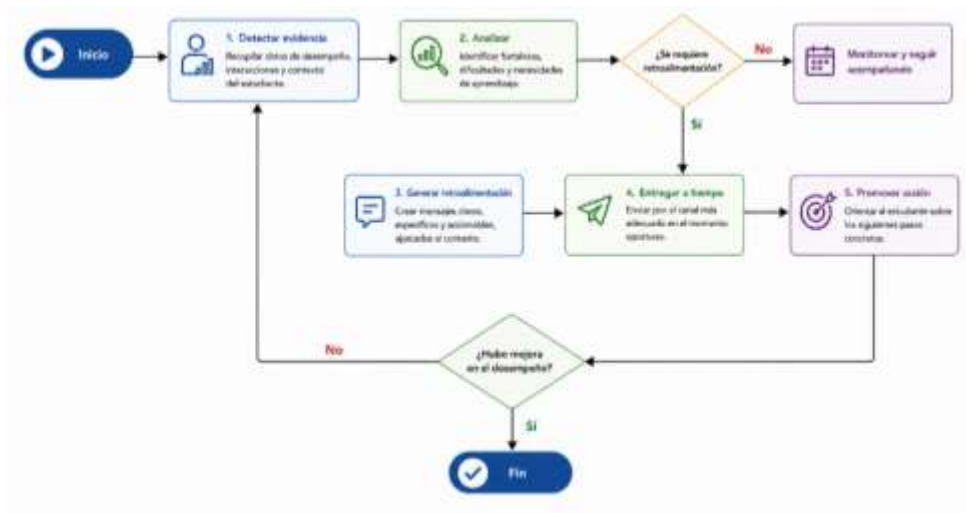 Inicio
1. Detectar evidencia
Recopilar datos de desempeño,
interacciones y contexto
del estudiante.
2. Analizar
Identificar fortalezas,
dificultades y necesidades
de aprendizaje.
¿Se requiere
retroalimentación?
No
Monitorear y seguir
acompañando
Sí
3. Generar retroalimentación
Crear mensajes claros,
específicos y accionables,
ajustados al contexto.
4. Entregar a tiempo
Enviar por el canal más
adecuado en el momento
oportuno.
5. Promover acción
Orientar al estudiante sobre
los siguientes pasos
concretos.
No
¿Hubo mejora
en el desempeño?
Sí
Fin